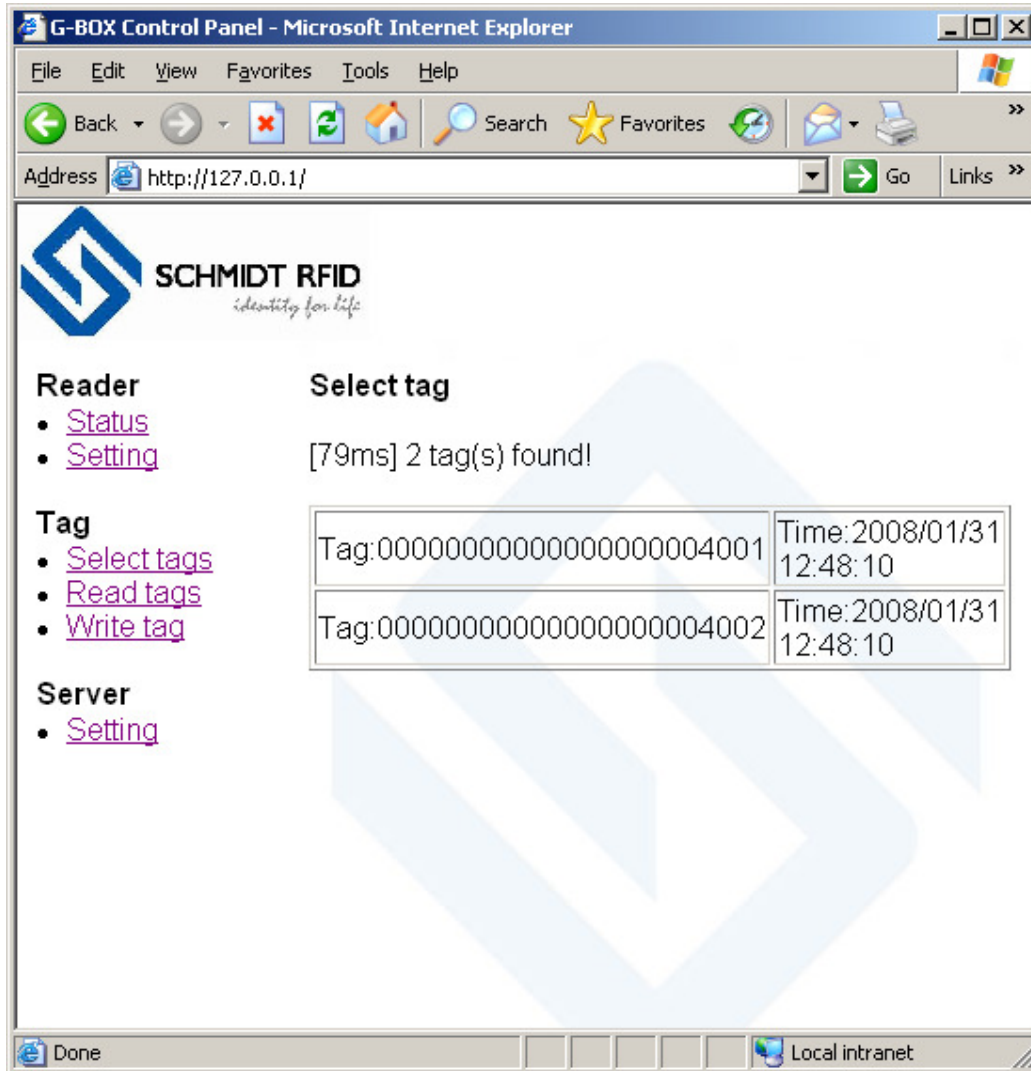 G-BOX Control Panel - Microsoft Internet Explorer
File Edit View Favorites Tools Help
Back Search Favorites »
Address http://127.0.0.1/ Go Links »
SCHMIDT RFID
identity for life
Reader
• Status
• Setting
Tag
• Select tags
• Read tags
• Write tag
Server
• Setting
Select tag
[79ms] 2 tag(s) found!
Tag:000000000000000000004001
Time:2008/01/31
12:48:10
Tag:000000000000000000004002
Time:2008/01/31
12:48:10
Done Local intranet